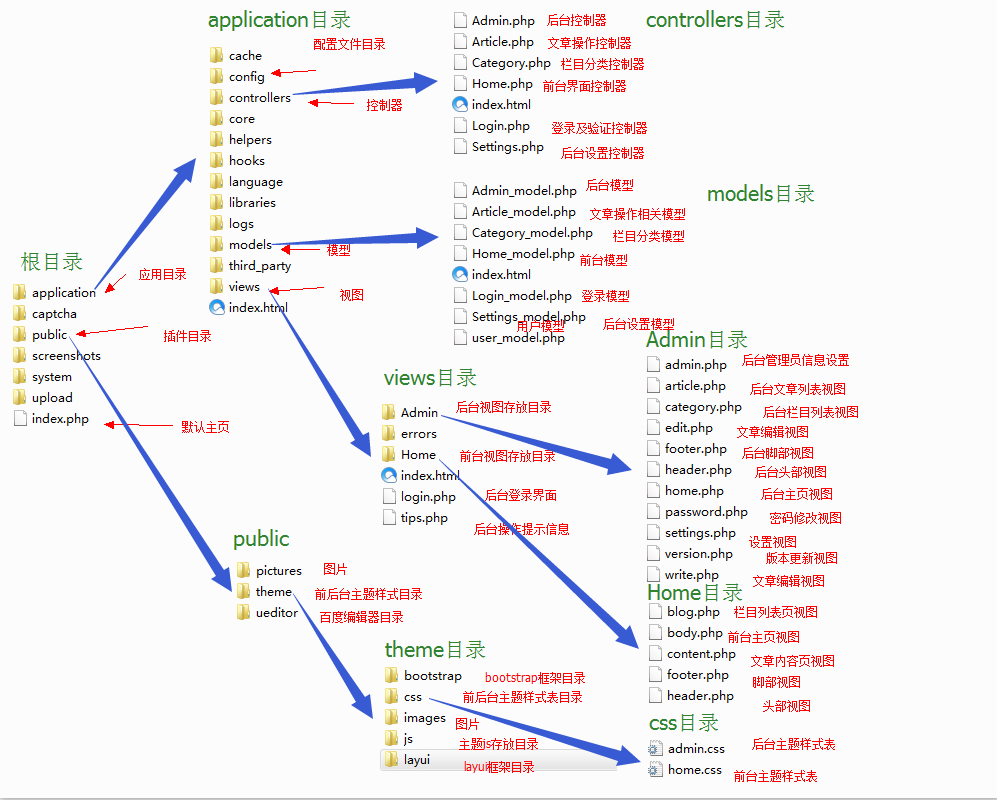 根目录
application 应用目录
captcha
public 插件目录
screenshots
system
upload
index.php 默认主页
application目录
cache
config 配置文件目录
controllers 控制器
core
helpers
hooks
language
libraries
logs
models 模型
third_party
views 视图
index.html
controllers目录
Admin.php 后台控制器
Article.php 文章操作控制器
Category.php 栏目分类控制器
Home.php 前台界面控制器
index.html
Login.php 登录及验证控制器
Settings.php 后台设置控制器
models目录
Admin_model.php 后台模型
Article_model.php 文章操作相关模型
Category_model.php 栏目分类模型
Home_model.php 前台模型
index.html
Login_model.php 登录模型
Settings_model.php 后台设置模型
user_model.php 用户模型
views目录
Admin 后台视图存放目录
errors
Home 前台视图存放目录
index.html
login.php 后台登录界面
tips.php 后台操作提示信息
Admin目录
admin.php 后台管理员信息设置
article.php 后台文章列表视图
category.php 后台栏目列表视图
edit.php 文章编辑视图
footer.php 后台脚部视图
header.php 后台头部视图
home.php 后台主页视图
password.php 密码修改视图
settings.php 设置视图
version.php 版本更新视图
write.php 文章编辑视图
Home目录
blog.php 栏目列表页视图
body.php 前台主页视图
content.php 文章内容页视图
footer.php 脚部视图
header.php 头部视图
public
pictures 图片
theme 前后台主题样式目录
ueditor 百度编辑器目录
theme目录
bootstrap bootstrap框架目录
css 前后台主题样式表目录
images 图片
js 主题js存放目录
layui layui框架目录
css目录
admin.css 后台主题样式表
home.css 前台主题样式表